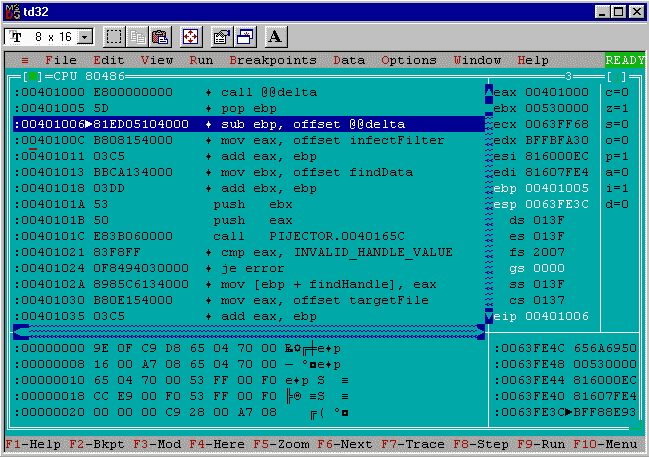 td32
8 x 16
A
≡ File Edit View Run Breakpoints Data Options Window Help READY
[■]=CPU 80486 3 [ ]
:00401000 E800000000 ♦ call @@delta eax 00401000 c=0
:00401005 5D ♦ pop ebp ebx 00530000 z=1
:00401006►81ED05104000 ♦ sub ebp, offset @@delta ecx 0063FF68 s=0
:0040100C B808154000 ♦ mov eax, offset infectFilter edx BFFBFA30 o=0
:00401011 03C5 ♦ add eax, ebp esi 816000EC p=1
:00401013 BBCA134000 ♦ mov ebx, offset findData edi 81607FE4 a=0
:00401018 03DD ♦ add ebx, ebp ebp 00401005 i=1
:0040101A 53 push ebx esp 0063FE3C d=0
:0040101B 50 push eax ds 013F
:0040101C E83B060000 call PIJECTOR.0040165C es 013F
:00401021 83F8FF ♦ cmp eax, INVALID_HANDLE_VALUE fs 2007
:00401024 0F8493040000 ♦ je error gs 0000
:0040102A 8985C6134000 ♦ mov [ebp + findHandle], eax ss 013F
:00401030 B80E154000 ♦ mov eax, offset targetFile cs 0137
:00401035 03C5 ♦ add eax, ebp eip 00401006
:00000000 9E 0F C9 D8 65 04 70 00 :0063FE4C 656A6950
:00000008 16 00 A7 08 65 04 70 00 :0063FE48 00530000
:00000010 65 04 70 00 53 FF 00 F0 e♦p S ≡ :0063FE44 816000EC
:00000018 CC E9 00 F0 53 FF 00 F0 ╠Θ ≡S ≡ :0063FE40 81607FE4
:00000020 00 00 00 C9 28 00 A7 08 ╔( º◘ :0063FE3C►BFF88E93
F1-Help F2-Bkpt F3-Mod F4-Here F5-Zoom F6-Next F7-Trace F8-Step F9-Run F10-Menu